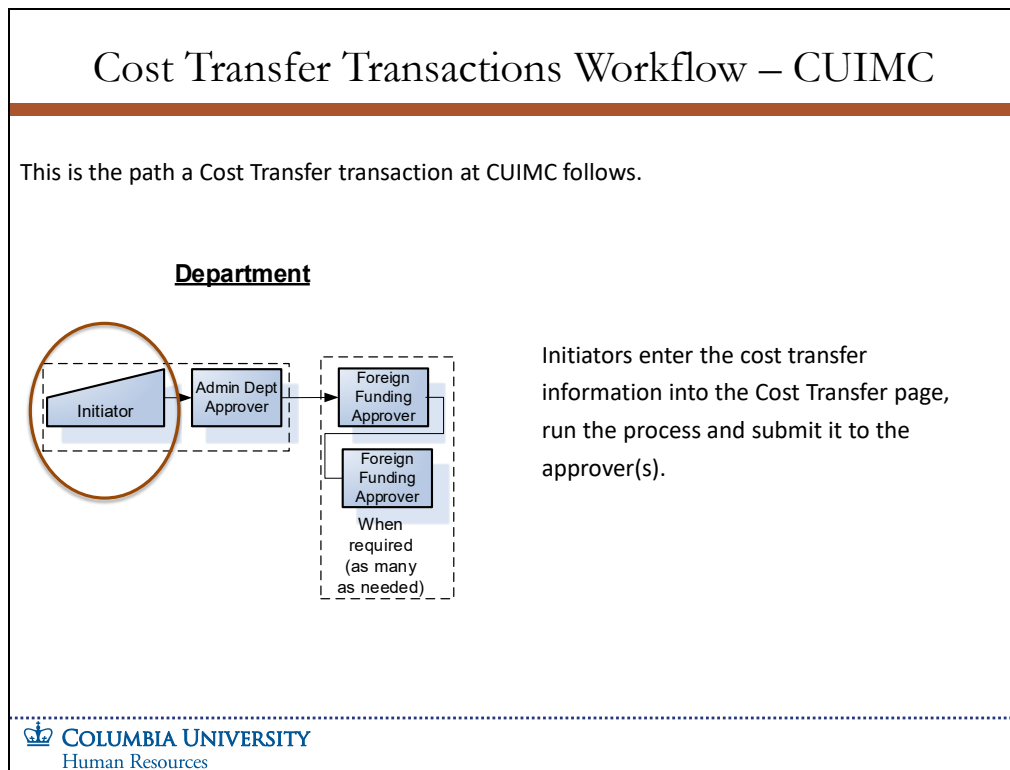 Cost Transfer Transactions Workflow – CUIMC
This is the path a Cost Transfer transaction at CUIMC follows.
Department
Initiator
Admin Dept
Approver
Foreign
Funding
Approver
Foreign
Funding
Approver
When
required
(as many
as needed)
Initiators enter the cost transfer
information into the Cost Transfer page,
run the process and submit it to the
approver(s).
COLUMBIA UNIVERSITY
Human Resources